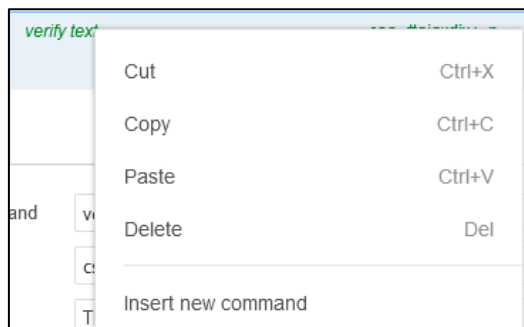 verify text
Cut Ctrl+X
Copy Ctrl+C
Paste Ctrl+V
and
Delete Del
Insert new command